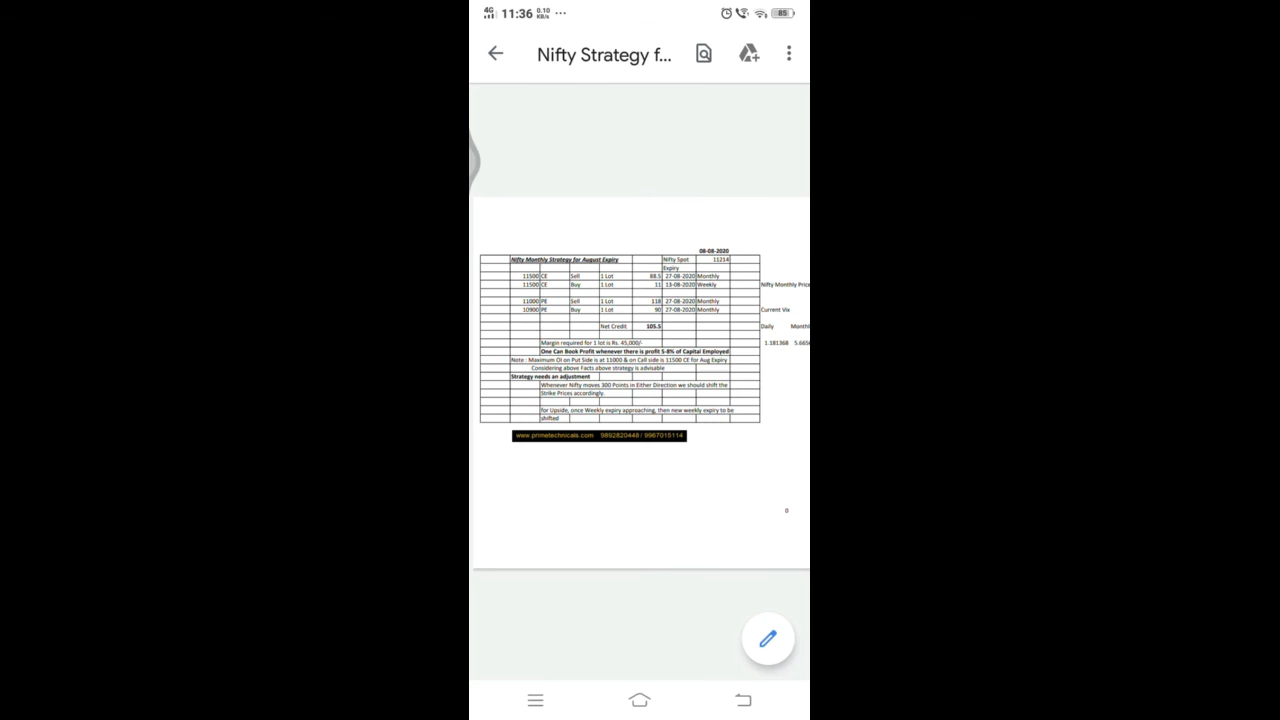 4G 11:36 0.10 KB/s ... 85
Nifty Strategy f...
08-08-2020
Nifty Monthly Strategy for August Expiry Nifty Spot 11214
Expiry
11500 CE Sell 1 Lot 88.5 27-08-2020 Monthly
11500 CE Buy 1 Lot 11 13-08-2020 Weekly Nifty Monthly Price
11000 PE Sell 1 Lot 118 27-08-2020 Monthly
10900 PE Buy 1 Lot 90 27-08-2020 Monthly Current Vix
Net Credit 105.5 Daily Month
Margin required for 1 lot is Rs. 45,000/- 1.181368 5.665
One Can Book Profit whenever there is profit 5-8% of Capital Employed
Note : Maximum OI on Put Side is at 11000 & on Call side is 11500 CE for Aug Expiry
Considering above Facts above strategy is advisable
Strategy needs an adjustment
Whenever Nifty moves 300 Points in Either Direction we should shift the
Strike Prices accordingly.
for Upside, once Weekly expiry approaching, then new weekly expiry to be
shifted
www.primetechnicals.com 9892820448 / 9967015114
0